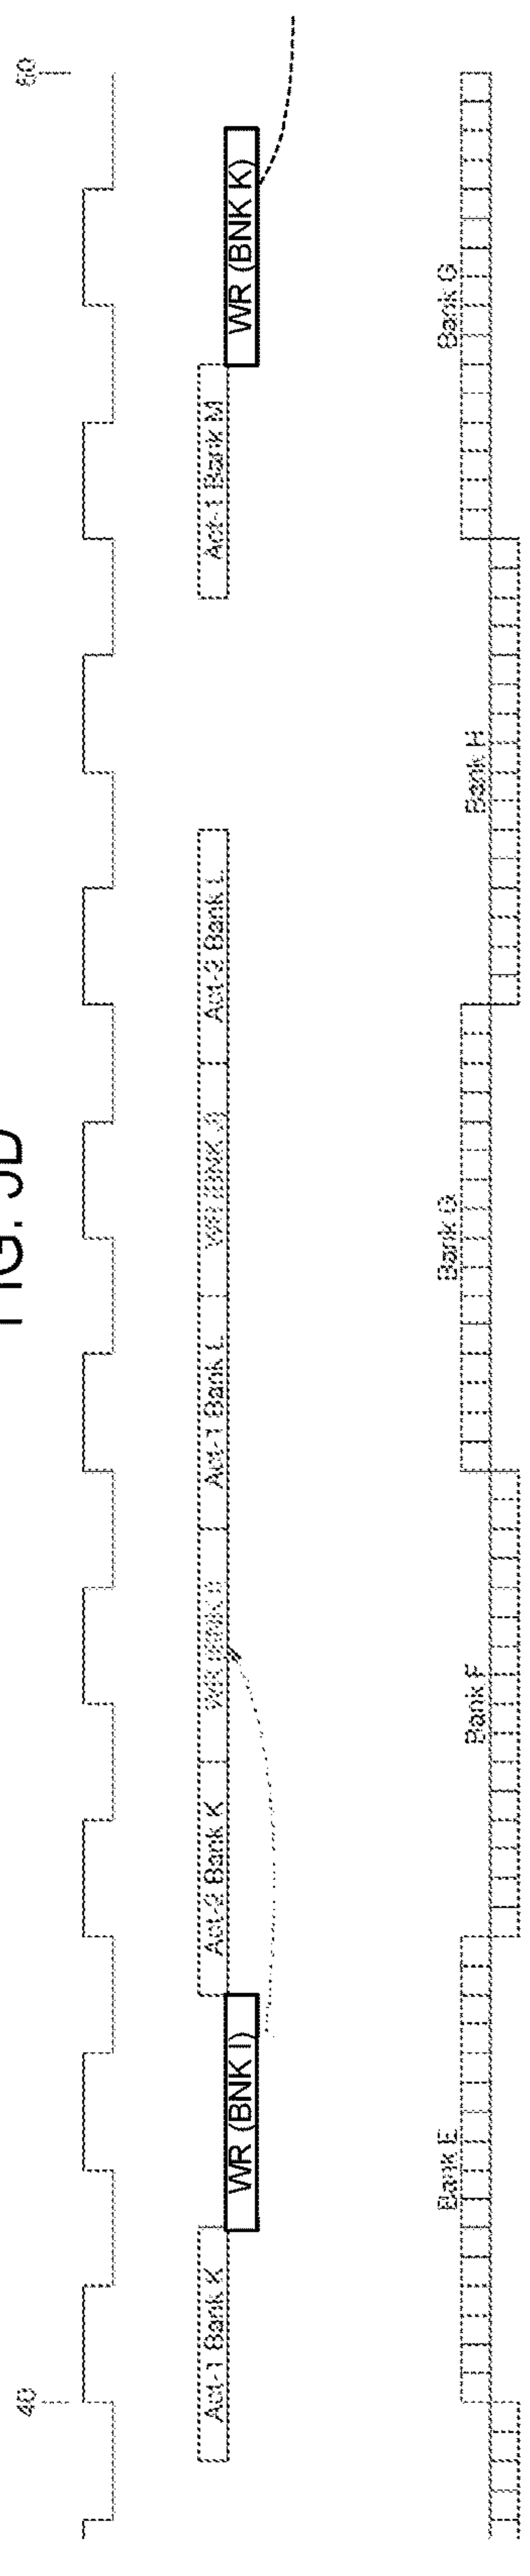 FIG. 5D
40
60
Act-1 Bank K
WR (BNK I)
Act-2 Bank K
Act-1 Bank L
Act-2 Bank L
Act-1 Bank M
WR (BNK K)
Bank E
Bank F
Bank G
Bank H
Bank G